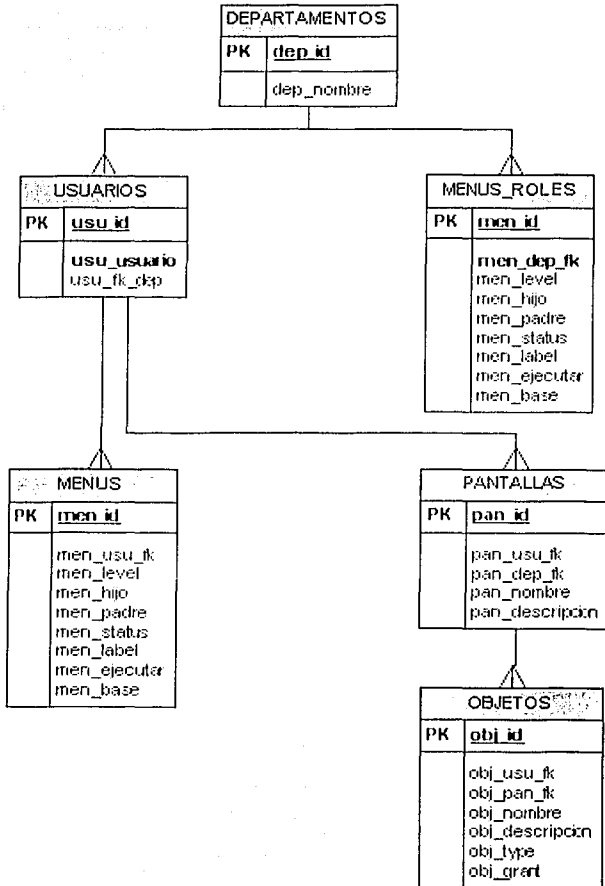 DEPARTAMENTOS
PK dep_id
dep_nombre
USUARIOS
PK usu_id
usu_usuario
usu_fk_dep
MENUS_ROLES
PK men_id
men_dep_fk
men_level
men_hijo
men_padre
men_status
men_label
men_ejecutar
men_base
MENUS
PK men_id
men_usu_fk
men_level
men_hijo
men_padre
men_status
men_label
men_ejecutar
men_base
PANTALLAS
PK pan_id
pan_usu_fk
pan_dep_fk
pan_nombre
pan_descripcion
OBJETOS
PK obj_id
obj_usu_fk
obj_pan_fk
obj_nombre
obj_descripcion
obj_type
obj_grant